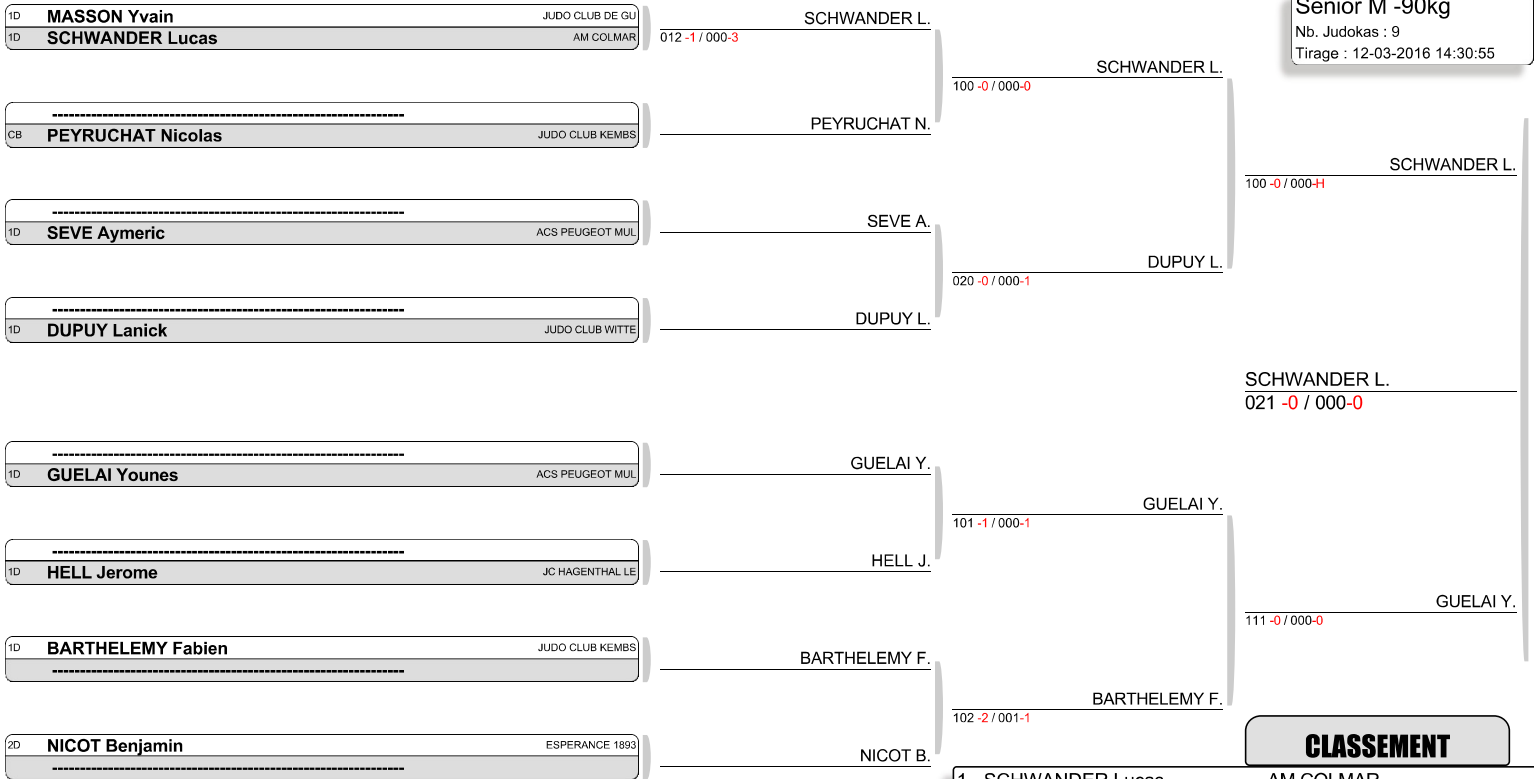 Senior M -90kg
Nb. Judokas : 9
Tirage : 12-03-2016 14:30:55
1D MASSON Yvain JUDO CLUB DE GU
1D SCHWANDER Lucas AM COLMAR
----------------------------------------------------------------
CB PEYRUCHAT Nicolas JUDO CLUB KEMBS
----------------------------------------------------------------
1D SEVE Aymeric ACS PEUGEOT MUL
----------------------------------------------------------------
1D DUPUY Lanick JUDO CLUB WITTE
----------------------------------------------------------------
1D GUELAI Younes ACS PEUGEOT MUL
----------------------------------------------------------------
1D HELL Jerome JC HAGENTHAL LE
1D BARTHELEMY Fabien JUDO CLUB KEMBS
----------------------------------------------------------------
2D NICOT Benjamin ESPERANCE 1893
----------------------------------------------------------------
SCHWANDER L.
012 -1 / 000-3
PEYRUCHAT N.
SEVE A.
DUPUY L.
GUELAI Y.
HELL J.
BARTHELEMY F.
NICOT B.
SCHWANDER L.
100 -0 / 000-0
DUPUY L.
020 -0 / 000-1
GUELAI Y.
101 -1 / 000-1
BARTHELEMY F.
102 -2 / 001-1
SCHWANDER L.
100 -0 / 000-H
SCHWANDER L.
021 -0 / 000-0
GUELAI Y.
111 -0 / 000-0
CLASSEMENT
1 SCHWANDER Lucas AM COLMAR